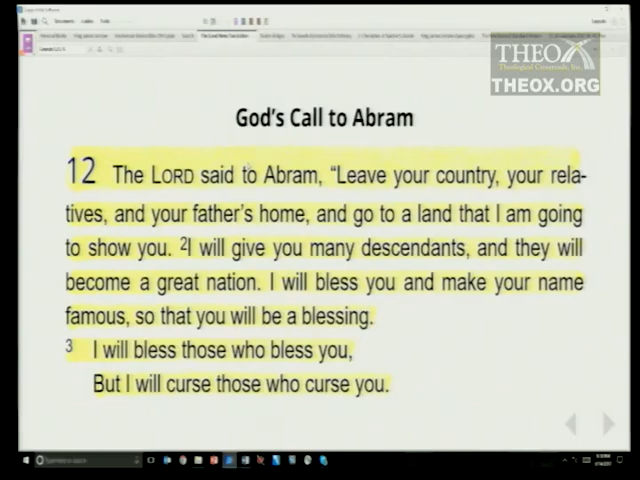 THEOX
Theological Crossroads, Inc.
THEOX.ORG
God's Call to Abram
12 The LORD said to Abram, “Leave your country, your rela-
tives, and your father's home, and go to a land that I am going
to show you. 2I will give you many descendants, and they will
become a great nation. I will bless you and make your name
famous, so that you will be a blessing.
3 I will bless those who bless you,
But I will curse those who curse you.